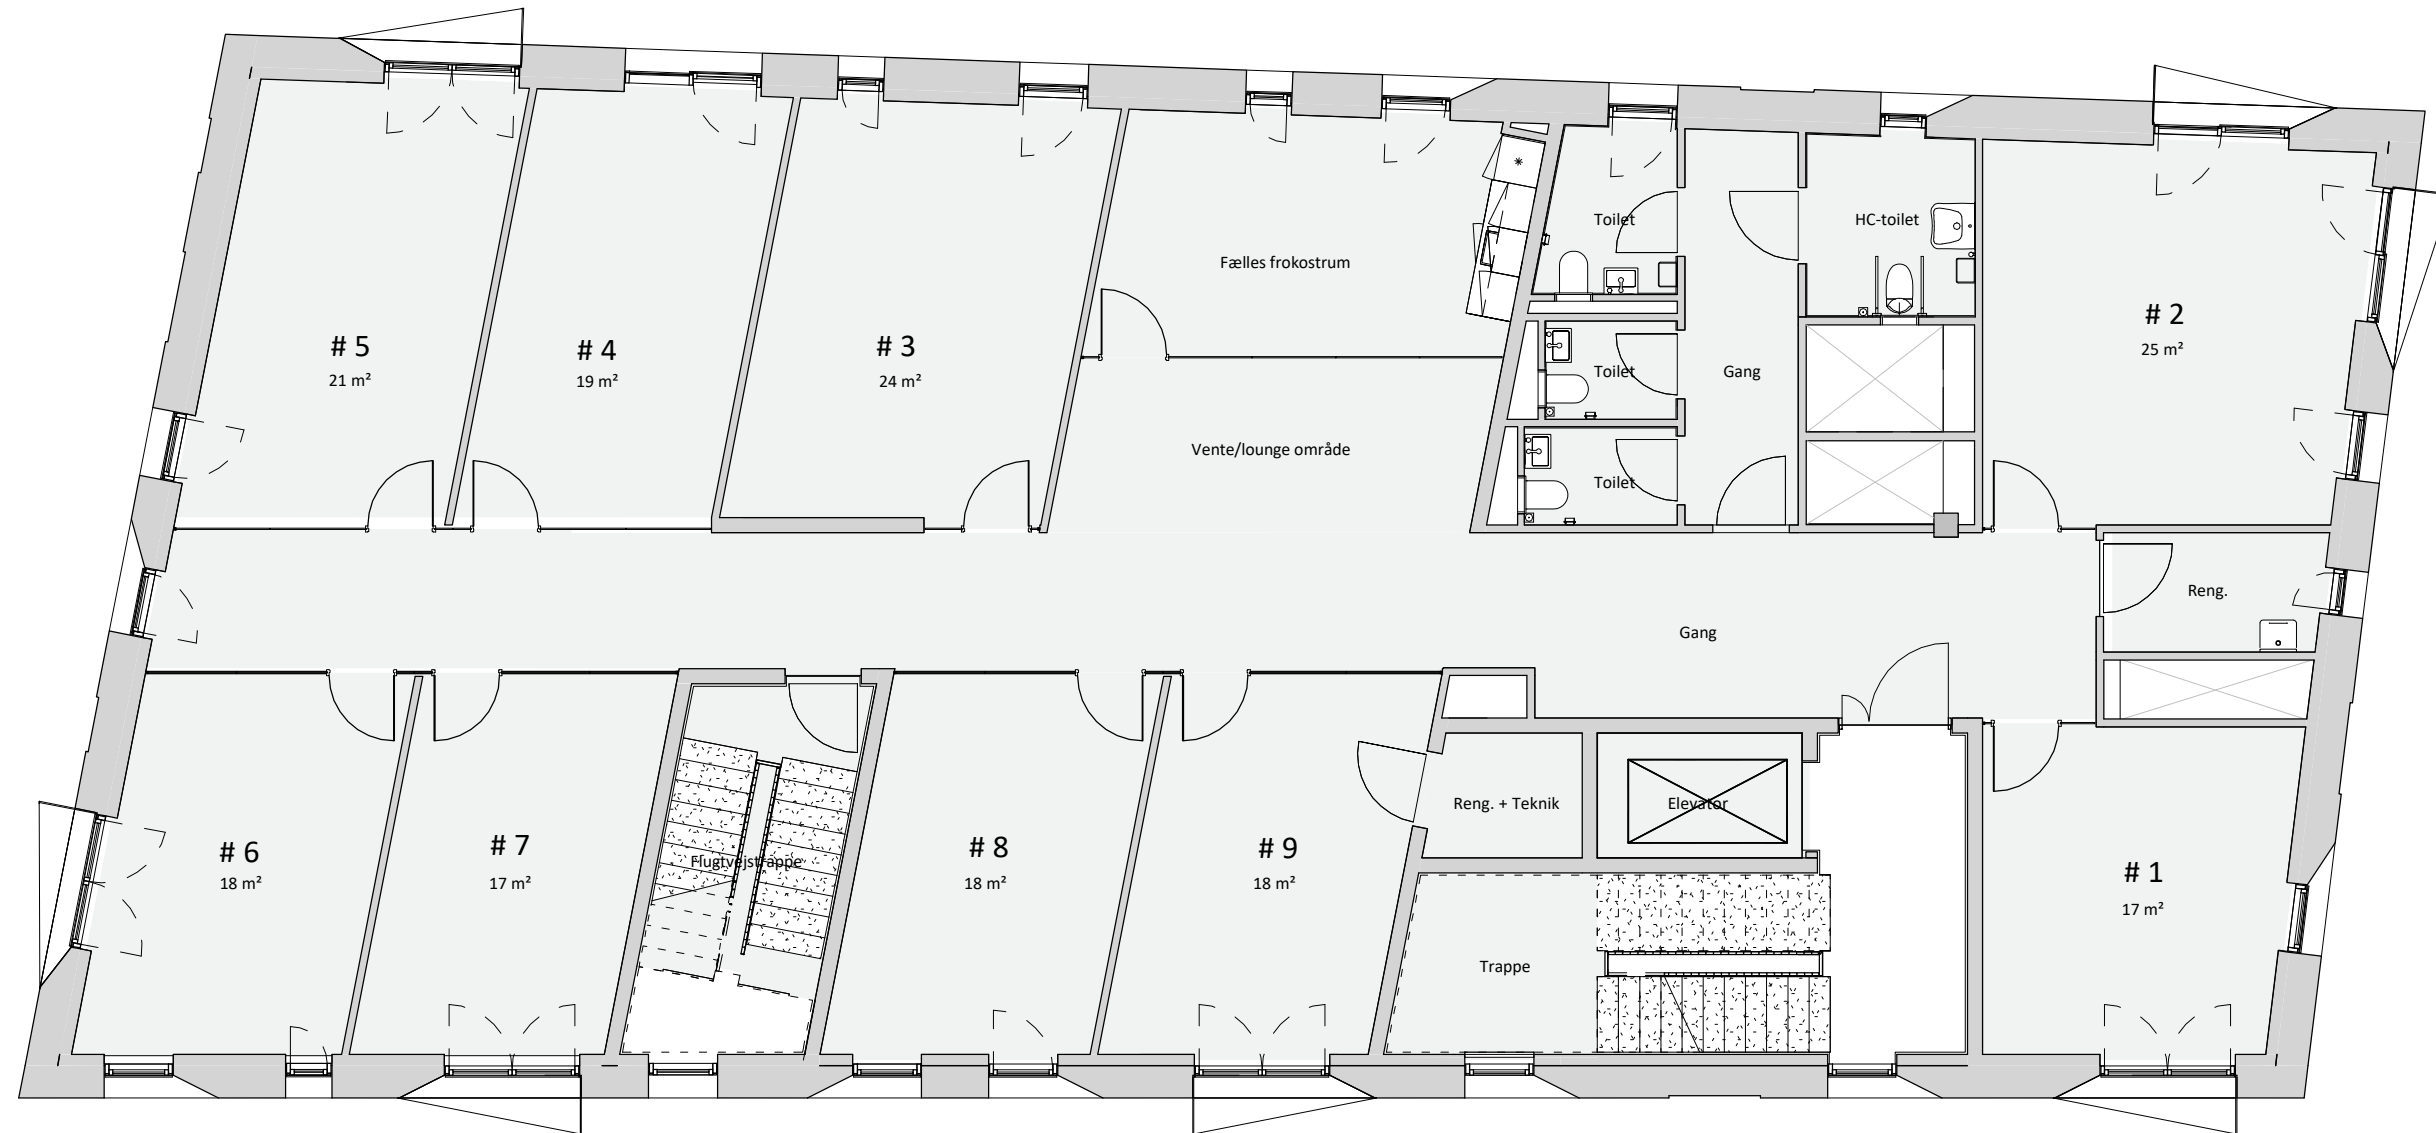 # 5
21 m²
# 4
19 m²
# 3
24 m²
Fælles frokostrum
Vente/lounge område
Toilet
Toilet
Toilet
Gang
HC-toilet
# 2
25 m²
Reng.
Gang
# 6
18 m²
# 7
17 m²
Flugtvejstrappe
# 8
18 m²
# 9
18 m²
Reng. + Teknik
Elevator
Trappe
# 1
17 m²